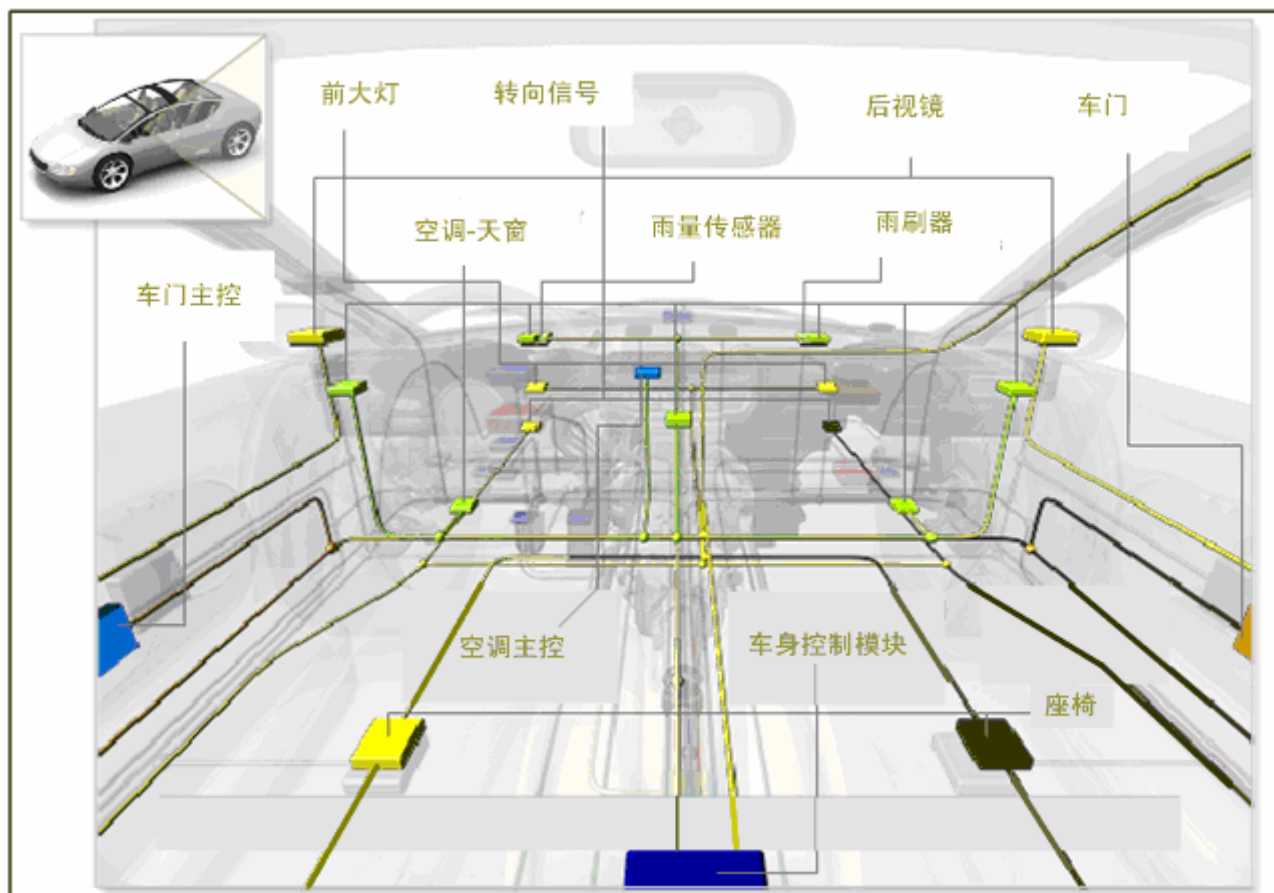 前大灯
转向信号
后视镜
车门
空调-天窗
雨量传感器
雨刷器
车门主控
空调主控
车身控制模块
座椅